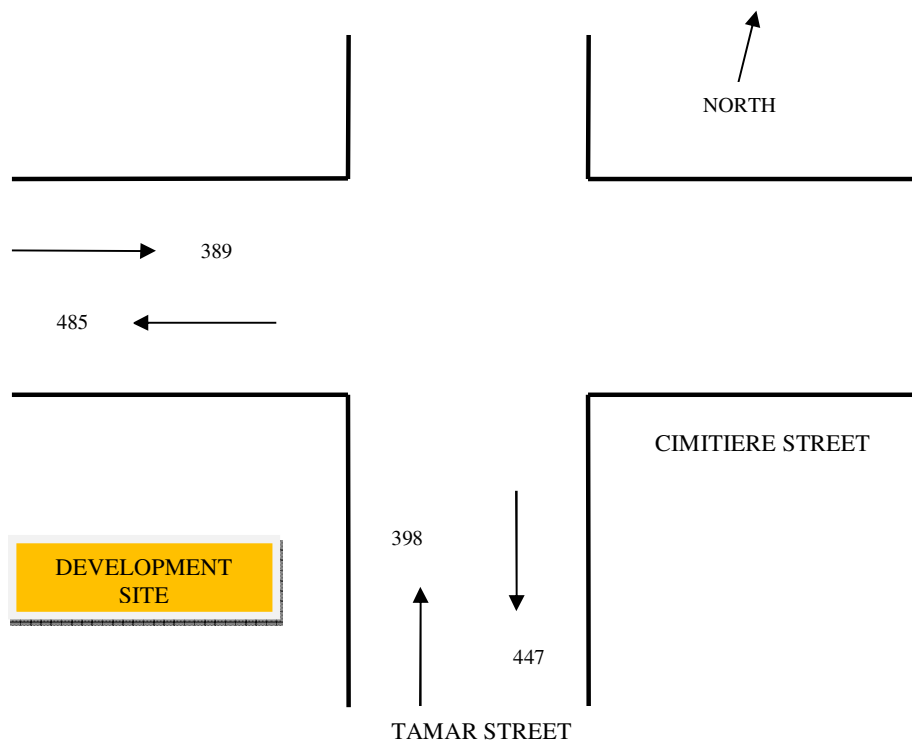 NORTH
389
485
CIMITIERE STREET
398
DEVELOPMENT
SITE
447
TAMAR STREET